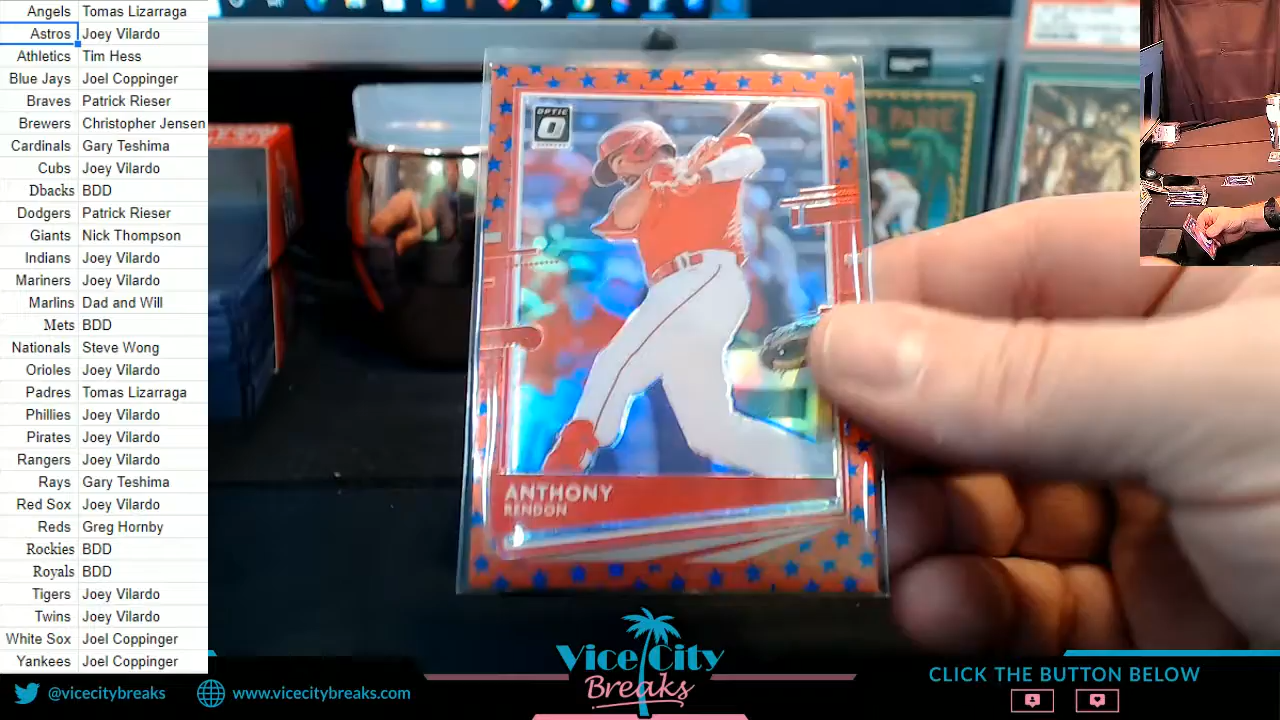 Angels Tomas Lizarraga
Astros Joey Vilardo
Athletics Tim Hess
Blue Jays Joel Coppinger
Braves Patrick Rieser
Brewers Christopher Jensen
Cardinals Gary Teshima
Cubs Joey Vilardo
Dbacks BDD
Dodgers Patrick Rieser
Giants Nick Thompson
Indians Joey Vilardo
Mariners Joey Vilardo
Marlins Dad and Will
Mets BDD
Nationals Steve Wong
Orioles Joey Vilardo
Padres Tomas Lizarraga
Phillies Joey Vilardo
Pirates Joey Vilardo
Rangers Joey Vilardo
Rays Gary Teshima
Red Sox Joey Vilardo
Reds Greg Hornby
Rockies BDD
Royals BDD
Tigers Joey Vilardo
Twins Joey Vilardo
White Sox Joel Coppinger
Yankees Joel Coppinger
OPTIC
O
ANTHONY
RENDON
@vicecitybreaks
www.vicecitybreaks.com
Vice City
Breaks
CLICK THE BUTTON BELOW